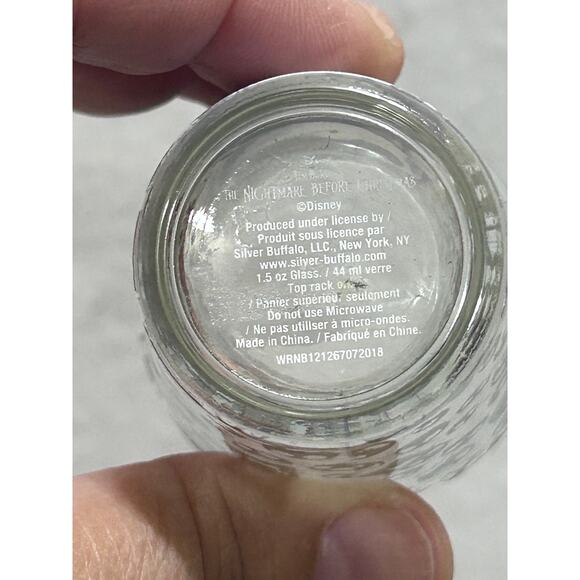 THE NIGHTMARE BEFORE CHRISTMAS
©Disney
Produced under license by /
Produit sous licence par
Silver Buffalo, LLC., New York, NY
www.silver-buffalo.com
1.5 oz Glass. / 44 ml verre
Top rack
/ Panier supérieur seulement
Do not use Microwave
/ Ne pas utiliser à micro-ondes.
Made in China. / Fabriqué en Chine.
WRNB121267072018